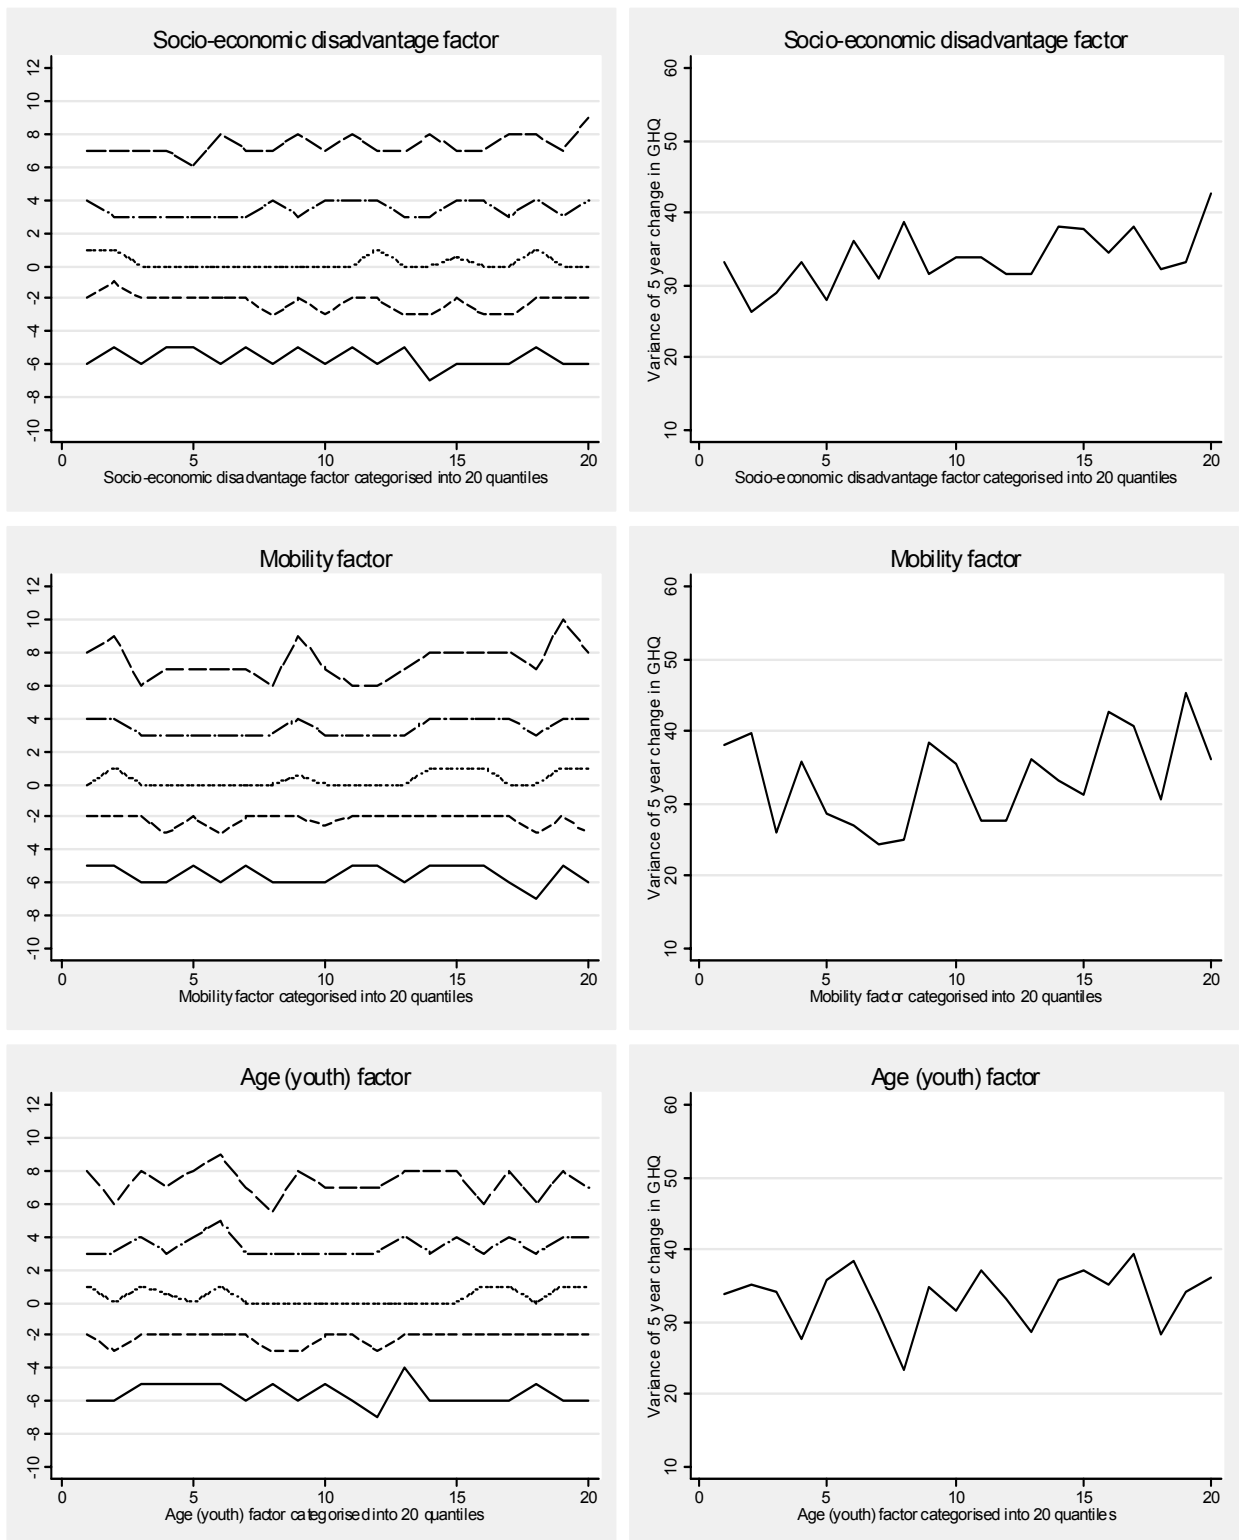 Socio-economic disadvantage factor
12
10
8
6
4
2
0
-2
-4
-6
-8
-10
0 5 10 15 20
Socio-economic disadvantage factor categorised into 20 quantiles
Socio-economic disadvantage factor
Variance of 5 year change in GHQ
60
50
40
30
20
10
0 5 10 15 20
Socio-economic disadvantage factor categorised into 20 quantiles
Mobility factor
12
10
8
6
4
2
0
-2
-4
-6
-8
-10
0 5 10 15 20
Mobility factor categorised into 20 quantiles
Mobility factor
Variance of 5 year change in GHQ
60
50
40
30
20
10
0 5 10 15 20
Mobility factor categorised into 20 quantiles
Age (youth) factor
12
10
8
6
4
2
0
-2
-4
-6
-8
-10
0 5 10 15 20
Age (youth) factor categorised into 20 quantiles
Age (youth) factor
Variance of 5 year change in GHQ
60
50
40
30
20
10
0 5 10 15 20
Age (youth) factor categorised into 20 quantiles